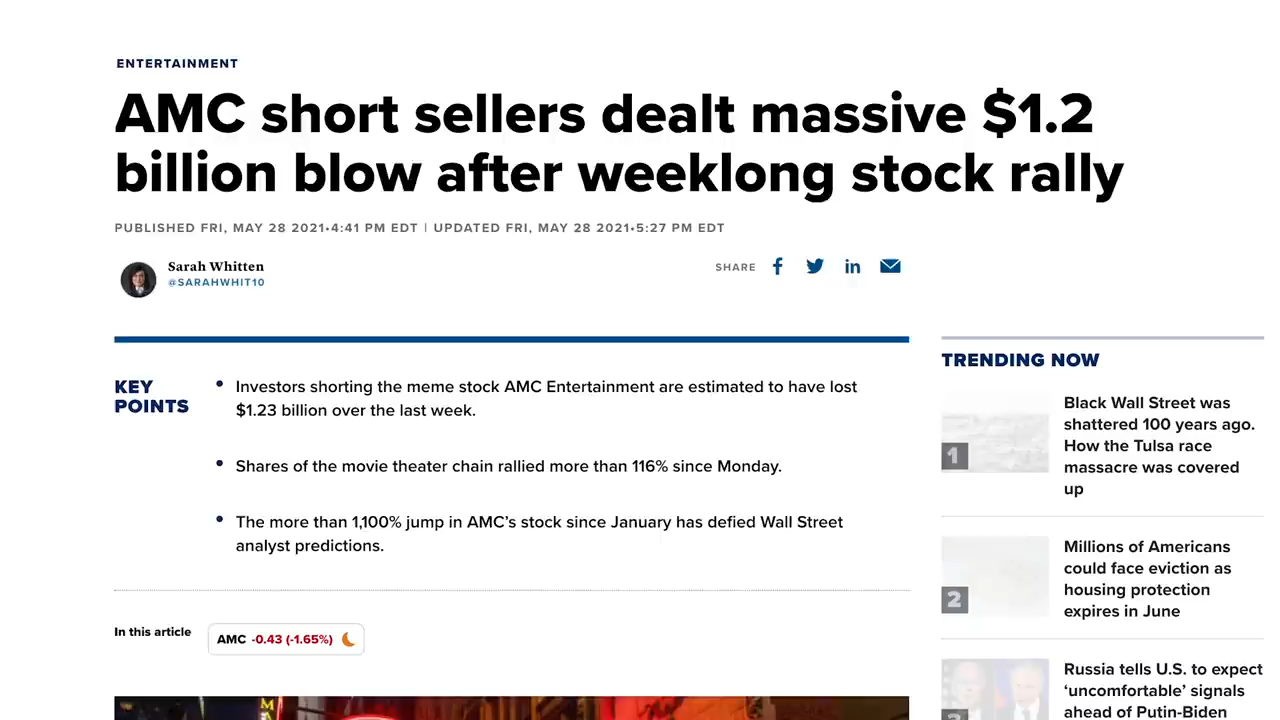 ENTERTAINMENT
AMC short sellers dealt massive $1.2
billion blow after weeklong stock rally
PUBLISHED FRI, MAY 28 2021•4:41 PM EDT | UPDATED FRI, MAY 28 2021•5:27 PM EDT
Sarah Whitten
@SARAHWHIT10
SHARE
KEY
POINTS
• Investors shorting the meme stock AMC Entertainment are estimated to have lost
$1.23 billion over the last week.
• Shares of the movie theater chain rallied more than 116% since Monday.
• The more than 1,100% jump in AMC’s stock since January has defied Wall Street
analyst predictions.
In this article
AMC -0.43 (-1.65%)
MA
TRENDING NOW
1
Black Wall Street was
shattered 100 years ago.
How the Tulsa race
massacre was covered
up
2
Millions of Americans
could face eviction as
housing protection
expires in June
3
Russia tells U.S. to expect
‘uncomfortable’ signals
ahead of Putin-Biden